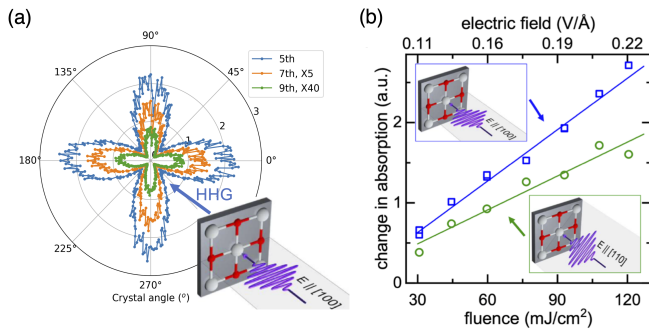 (a)
90°
135°
45°
180°
0°
225°
270°
1
2
3
5th
7th, X5
9th, X40
HHG
Crystal angle (°)
E || [100]
(b)
electric field (V/Å)
0.11
0.16
0.19
0.22
change in absorption (a.u.)
2
1
0
E || [100]
E || [110]
30
60
90
120
fluence (mJ/cm²)